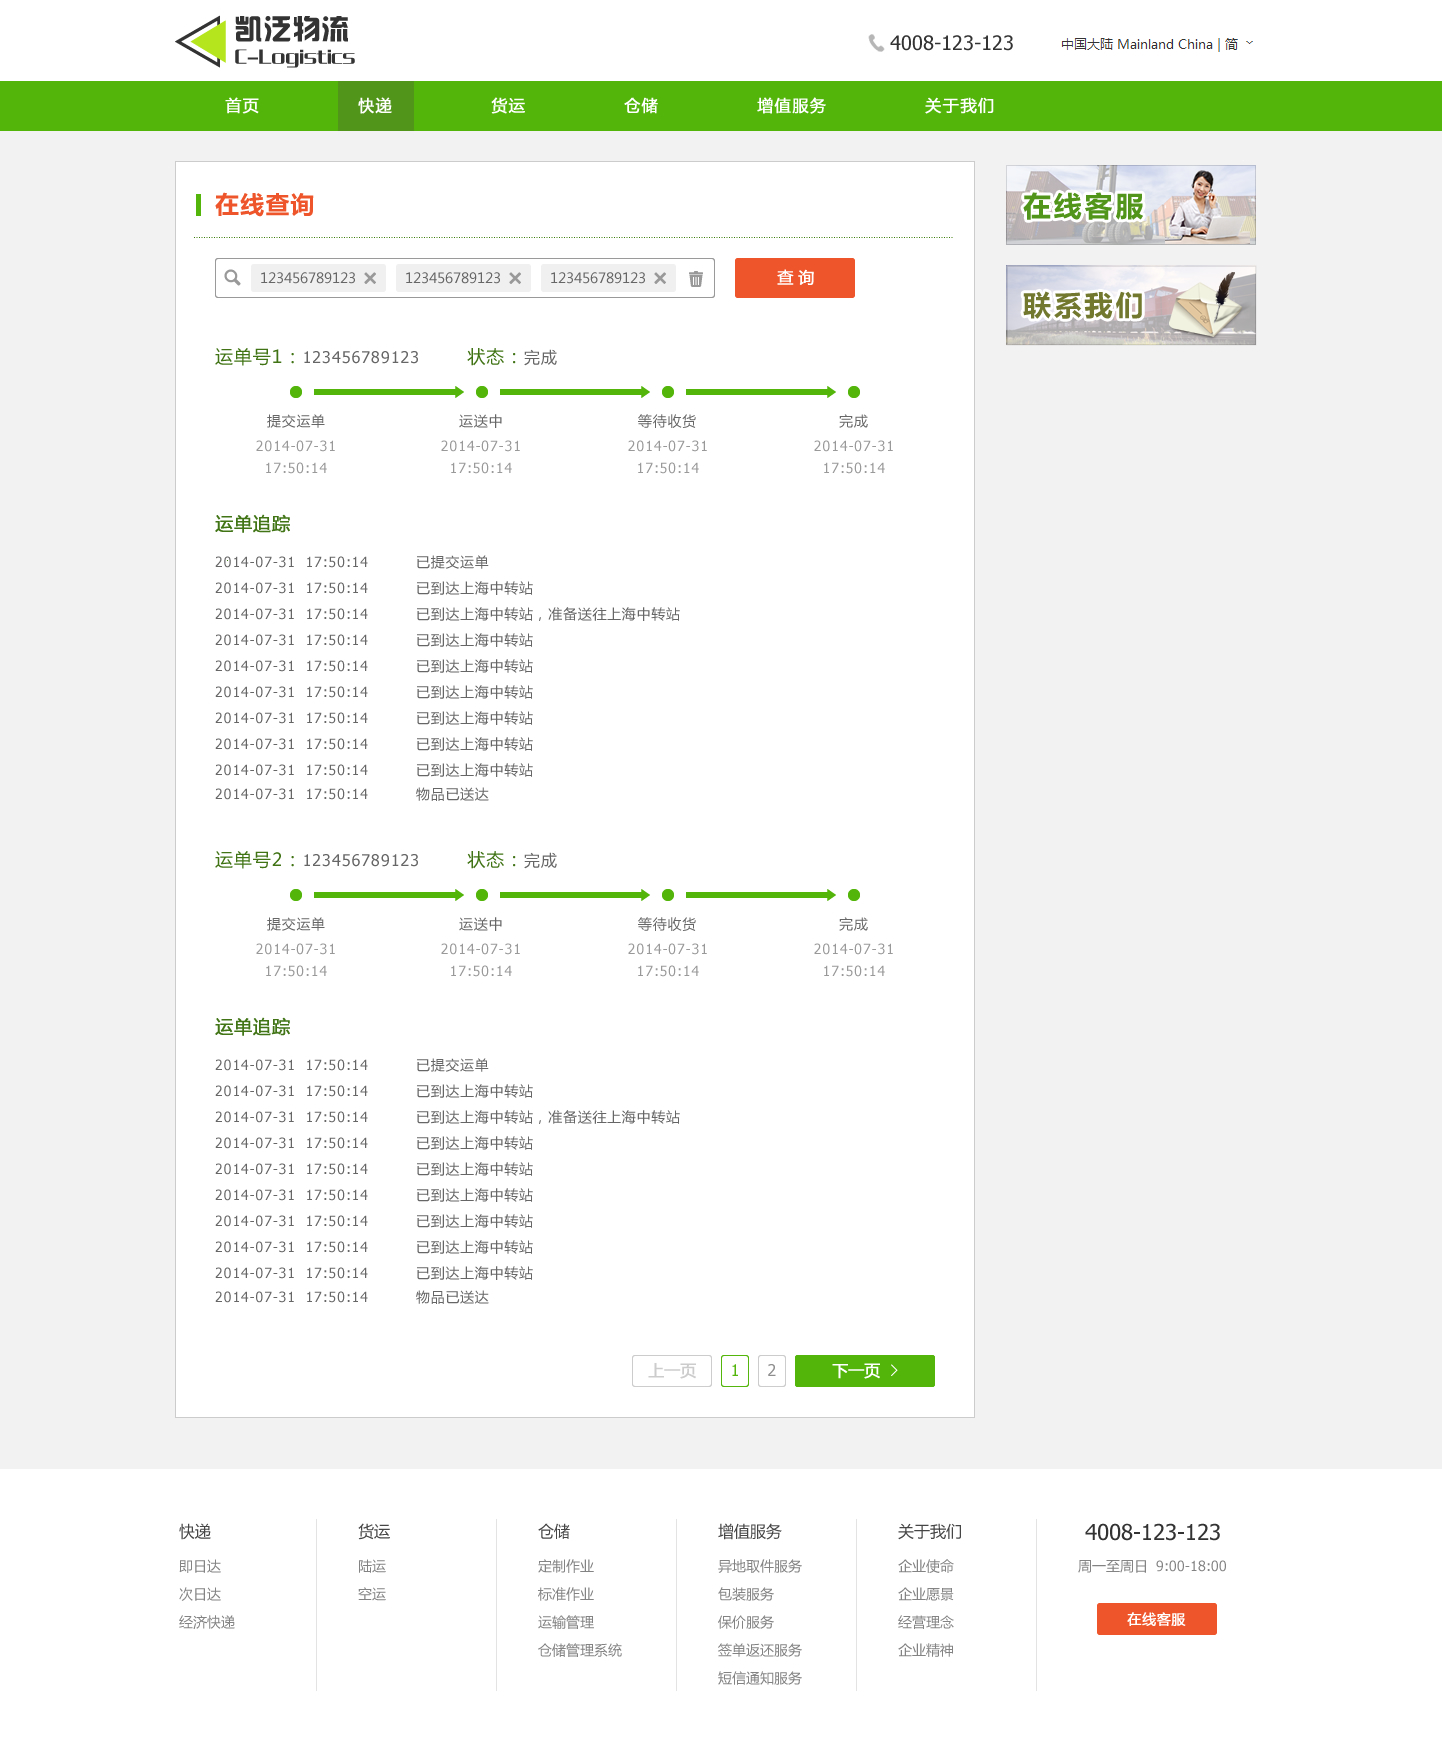 凯泛物流
C-Logistics
4008-123-123
中国大陆 Mainland China | 简
首页 快递 货运 仓储 增值服务 关于我们
在线查询
123456789123 123456789123 123456789123 查 询
在线客服
联系我们
运单号1：123456789123 状态：完成
提交运单 运送中 等待收货 完成
2014-07-31 2014-07-31 2014-07-31 2014-07-31
17:50:14 17:50:14 17:50:14 17:50:14
运单追踪
2014-07-31 17:50:14 已提交运单
2014-07-31 17:50:14 已到达上海中转站
2014-07-31 17:50:14 已到达上海中转站，准备送往上海中转站
2014-07-31 17:50:14 已到达上海中转站
2014-07-31 17:50:14 已到达上海中转站
2014-07-31 17:50:14 已到达上海中转站
2014-07-31 17:50:14 已到达上海中转站
2014-07-31 17:50:14 已到达上海中转站
2014-07-31 17:50:14 已到达上海中转站
2014-07-31 17:50:14 物品已送达
运单号2：123456789123 状态：完成
提交运单 运送中 等待收货 完成
2014-07-31 2014-07-31 2014-07-31 2014-07-31
17:50:14 17:50:14 17:50:14 17:50:14
运单追踪
2014-07-31 17:50:14 已提交运单
2014-07-31 17:50:14 已到达上海中转站
2014-07-31 17:50:14 已到达上海中转站，准备送往上海中转站
2014-07-31 17:50:14 已到达上海中转站
2014-07-31 17:50:14 已到达上海中转站
2014-07-31 17:50:14 已到达上海中转站
2014-07-31 17:50:14 已到达上海中转站
2014-07-31 17:50:14 已到达上海中转站
2014-07-31 17:50:14 已到达上海中转站
2014-07-31 17:50:14 物品已送达
上一页 1 2 下一页
快递
即日达
次日达
经济快递
货运
陆运
空运
仓储
定制作业
标准作业
运输管理
仓储管理系统
增值服务
异地取件服务
包装服务
保价服务
签单返还服务
短信通知服务
关于我们
企业使命
企业愿景
经营理念
企业精神
4008-123-123
周一至周日 9:00-18:00
在线客服